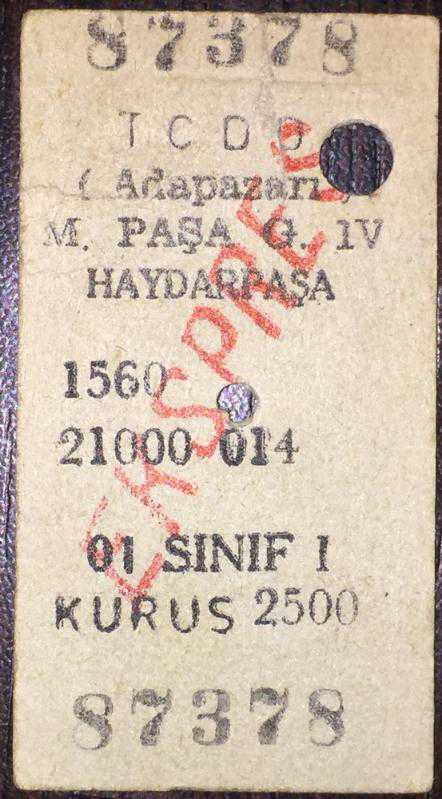 87378
T C D D
( Adapazarı )
M. PAŞA G. IV
HAYDARPAŞA
EKSPRES
1560
21000 014
01 SINIF I
KURUS 2500
87378